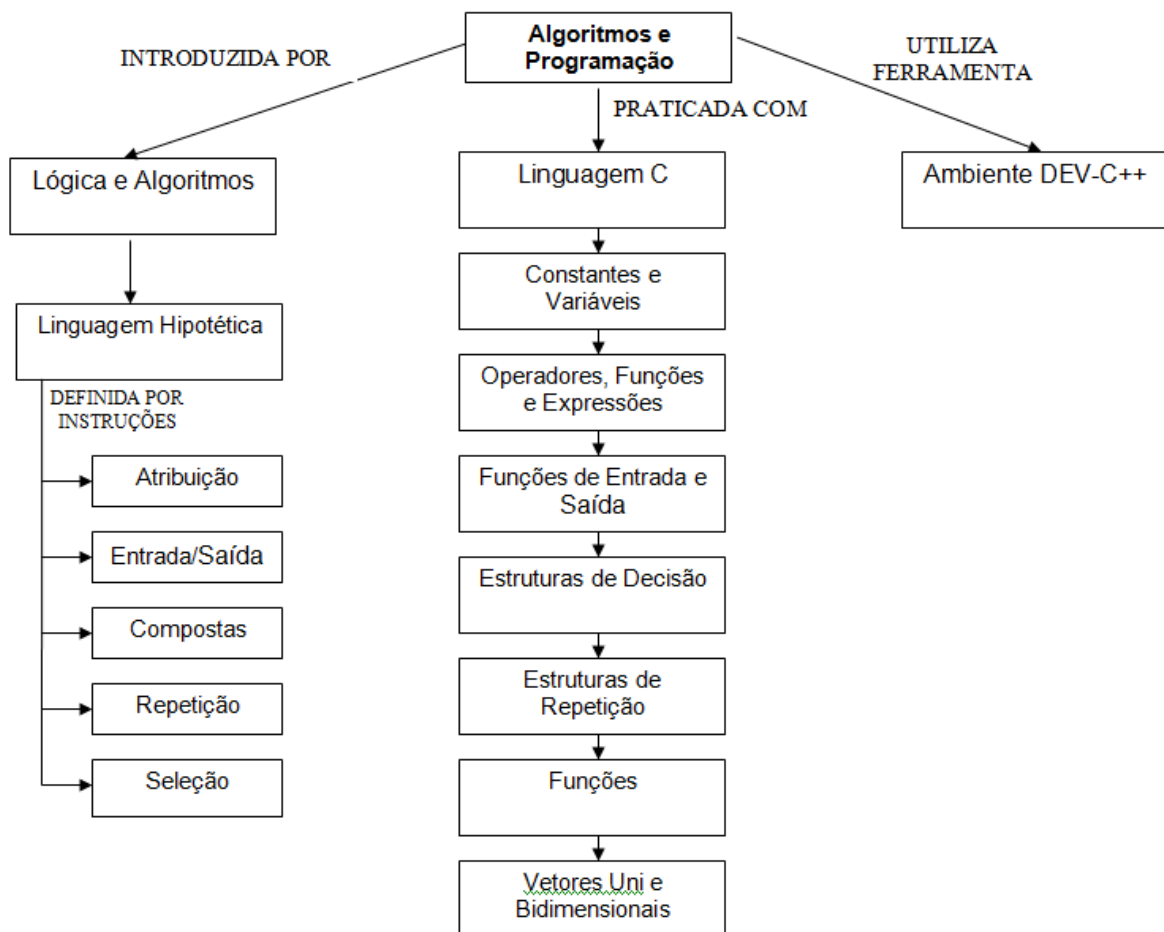 Algoritmos e
Programação
INTRODUZIDA POR
PRATICADA COM
UTILIZA
FERRAMENTA
Lógica e Algoritmos
Linguagem Hipotética
DEFINIDA POR
INSTRUÇÕES
Atribuição
Entrada/Saída
Compostas
Repetição
Seleção
Linguagem C
Constantes e
Variáveis
Operadores, Funções
e Expressões
Funções de Entrada e
Saída
Estruturas de Decisão
Estruturas de
Repetição
Funções
Vetores Uni e
Bidimensionais
Ambiente DEV-C++